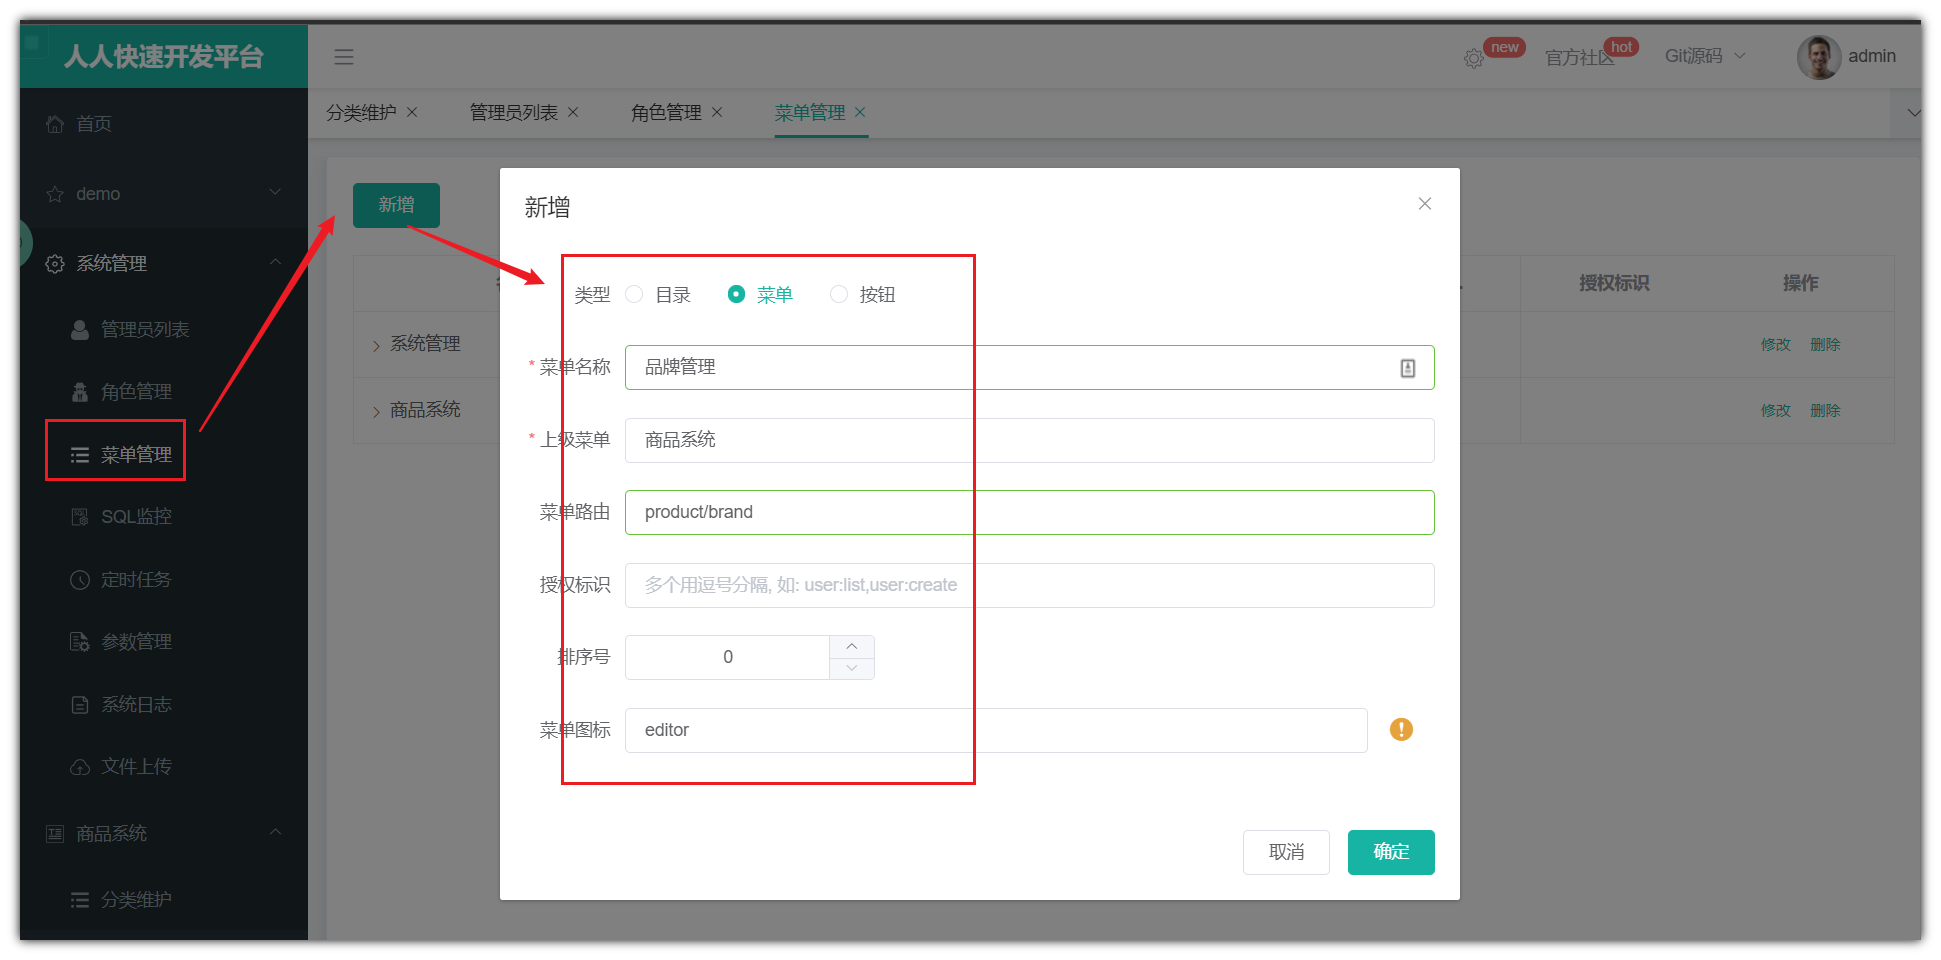 人人快速开发平台
new
官方社区
hot
Git源码
admin
分类维护
管理员列表
角色管理
菜单管理
首页
demo
系统管理
管理员列表
角色管理
菜单管理
SQL监控
定时任务
参数管理
系统日志
文件上传
商品系统
分类维护
新增
授权标识
操作
系统管理
修改 删除
商品系统
修改 删除
新增
类型 目录 菜单 按钮
* 菜单名称 品牌管理
* 上级菜单 商品系统
菜单路由 product/brand
授权标识 多个用逗号分隔, 如: user:list,user:create
排序号 0
菜单图标 editor
取消 确定